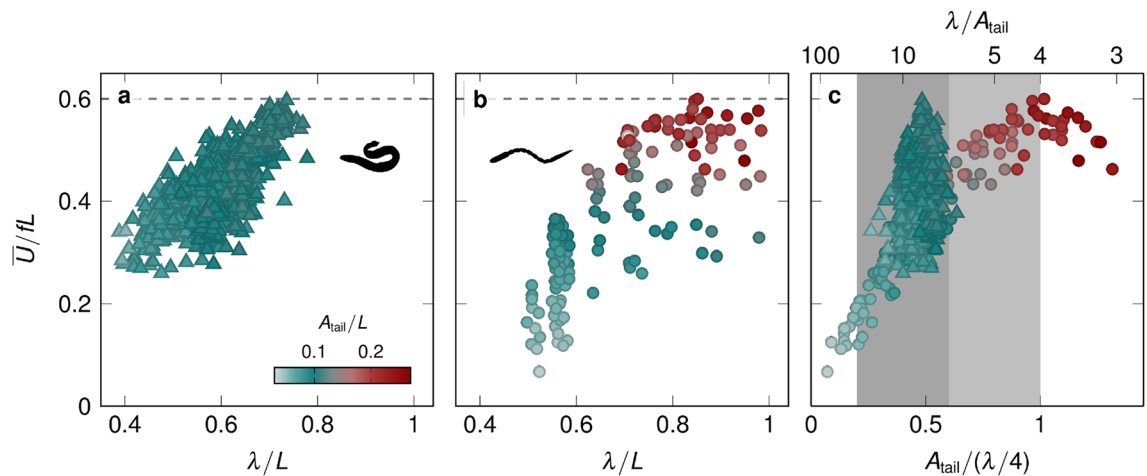 λ/A_tail
100 10 5 4 3
a b c
0.6
0.4
0.2
0
U̅/fL
A_tail/L
0.1 0.2
0.4 0.6 0.8 1
0.4 0.6 0.8 1
0 0.5 1
λ/L
λ/L
A_tail/(λ/4)